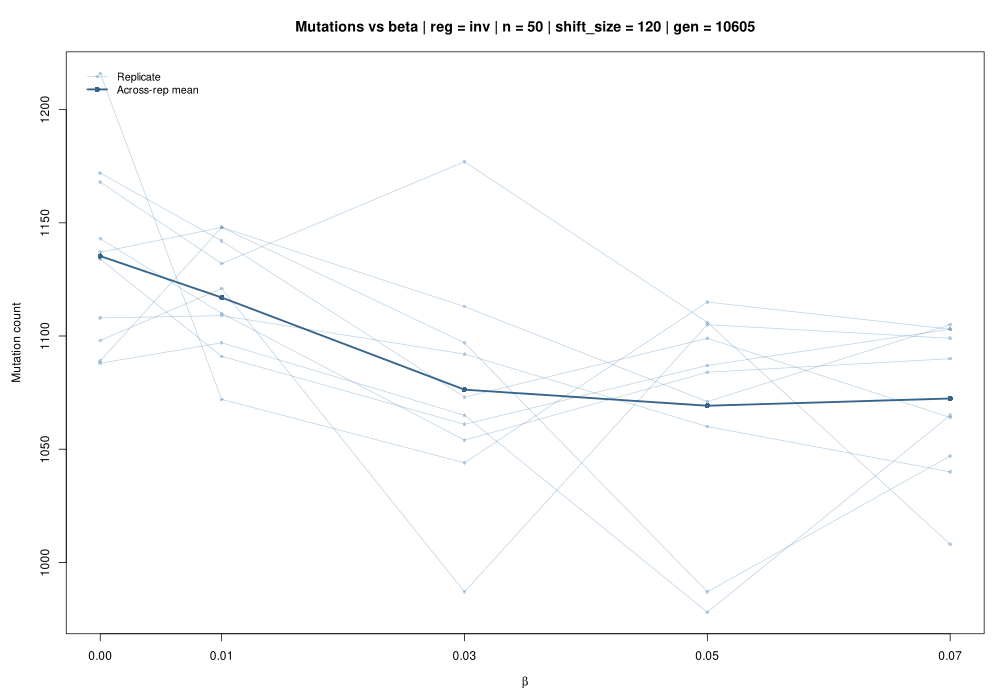 Mutations vs beta | reg = inv | n = 50 | shift_size = 120 | gen = 10605
Replicate
Across-rep mean
1200
1150
1100
1050
1000
Mutation count
0.00
0.01
0.03
0.05
0.07
β